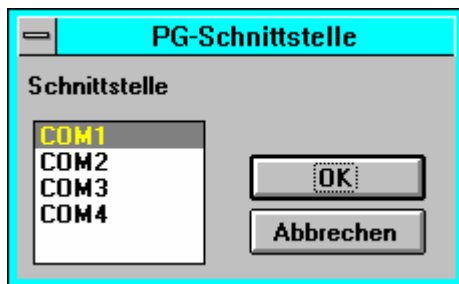 PG-Schnittstelle
Schnittstelle
COM1
COM2
COM3
COM4
OK
Abbrechen